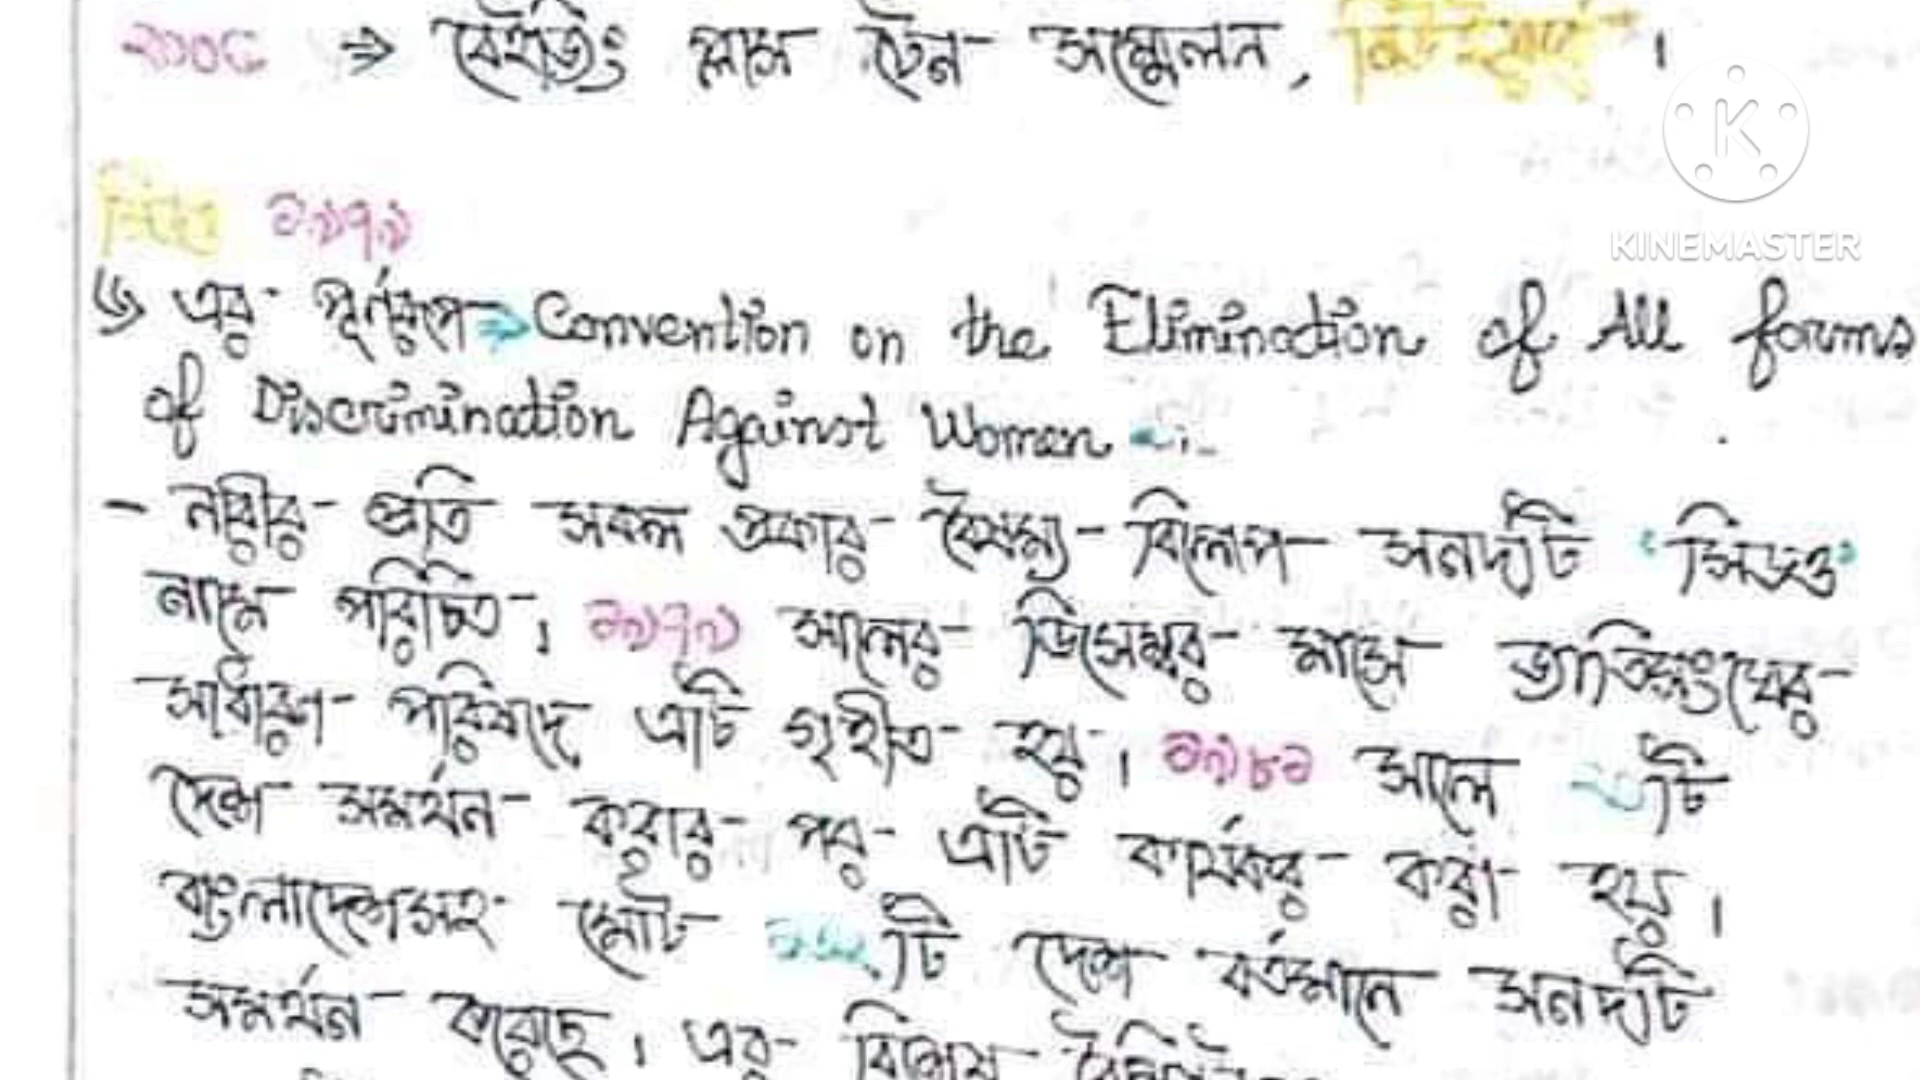 ২০০৫ ⇒ বেইজিং প্লাস টেন সম্মেলন, নিউইয়র্ক।
K
KINEMASTER
সিডও ১৯৭৯
এর পূর্ণরূপ ⇒ Convention on the Elimination of All forms
of Discrimination Against Women :-
- নারীর প্রতি সকল প্রকার বৈষম্য বিলোপ সনদটি 'সিডও'
নামে পরিচিত। ১৯৭৯ সালের ডিসেম্বর মাসে জাতিসংঘের
সাধারণ পরিষদে এটি গৃহীত হয়। ১৯৮১ সালে ২০টি
দেশ সমর্থন করার পর এটি কার্যকর করা হয়।
বাংলাদেশসহ মোট টি দেশ বর্তমানে সনদটি
সমর্থন করেছে। এর বিশেষ